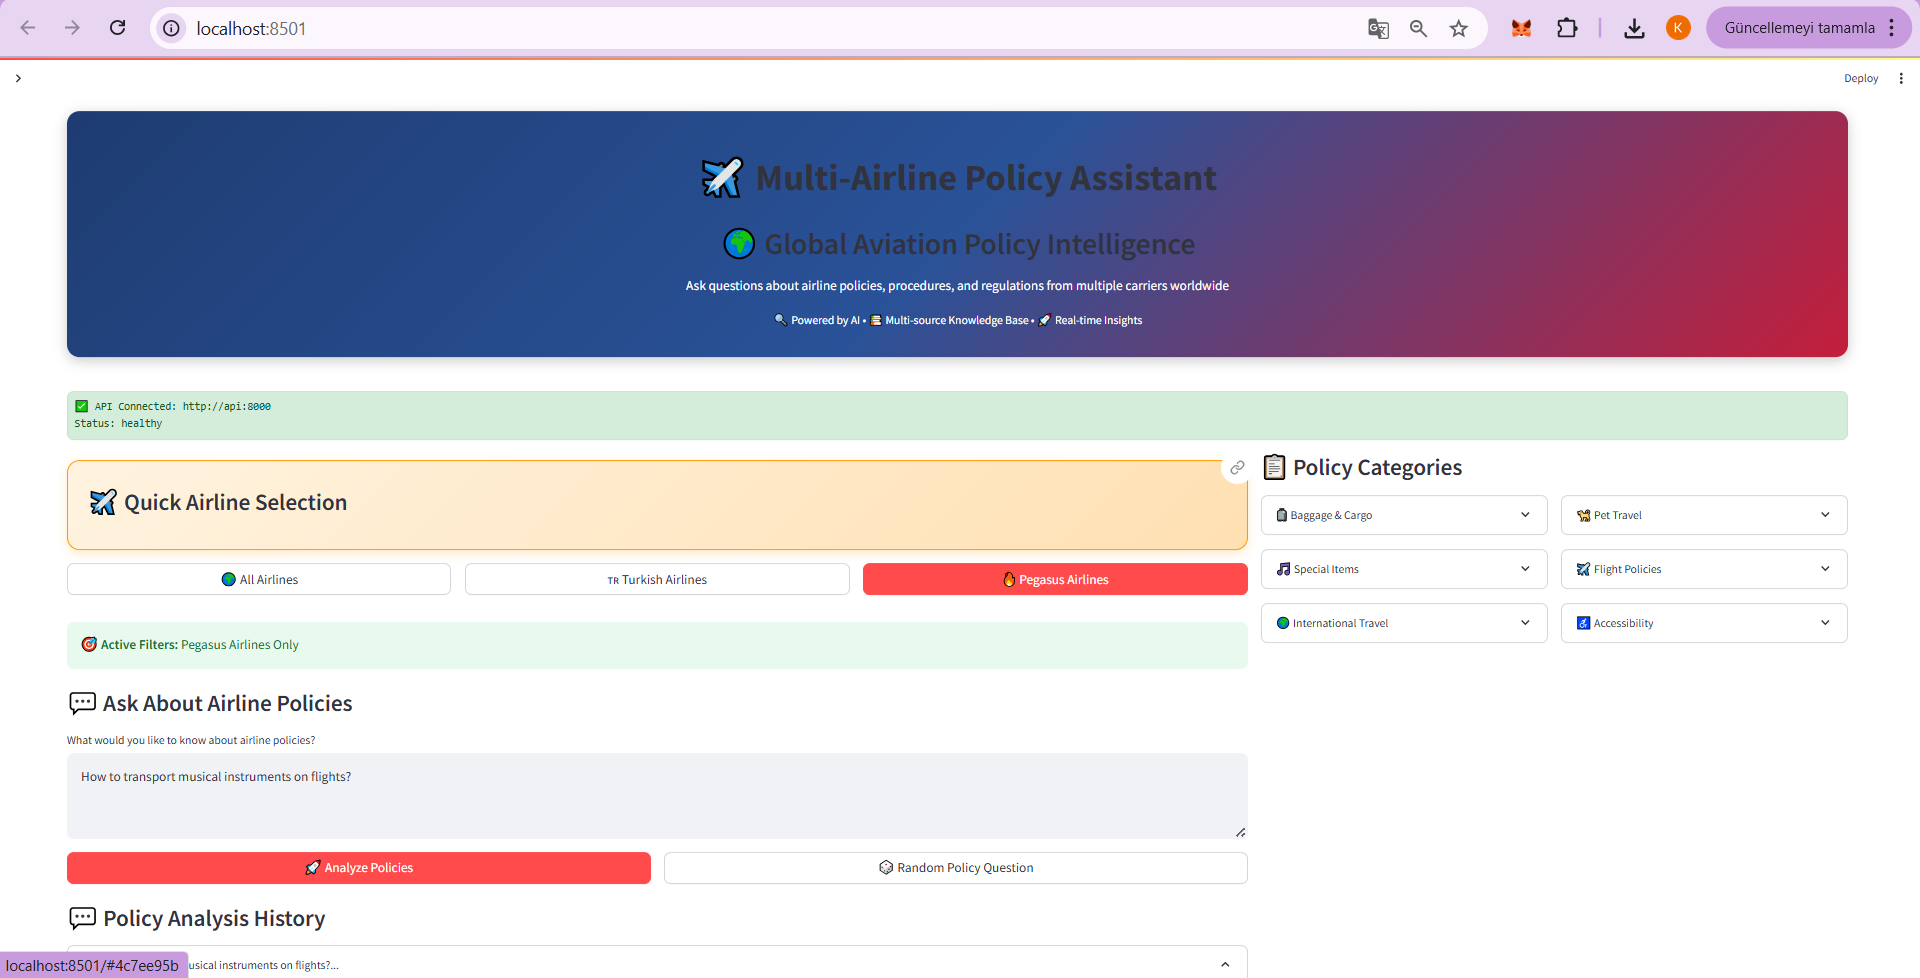 localhost:8501
K
Güncellemeyi tamamla
Deploy
Multi-Airline Policy Assistant
Global Aviation Policy Intelligence
Ask questions about airline policies, procedures, and regulations from multiple carriers worldwide
Powered by AI • Multi-source Knowledge Base • Real-time Insights
API Connected: http://api:8000
Status: healthy
Quick Airline Selection
All Airlines
TR Turkish Airlines
Pegasus Airlines
Active Filters: Pegasus Airlines Only
Ask About Airline Policies
What would you like to know about airline policies?
How to transport musical instruments on flights?
Analyze Policies
Random Policy Question
Policy Analysis History
usical instruments on flights?...
localhost:8501/#4c7ee95b
Policy Categories
Baggage & Cargo
Pet Travel
Special Items
Flight Policies
International Travel
Accessibility